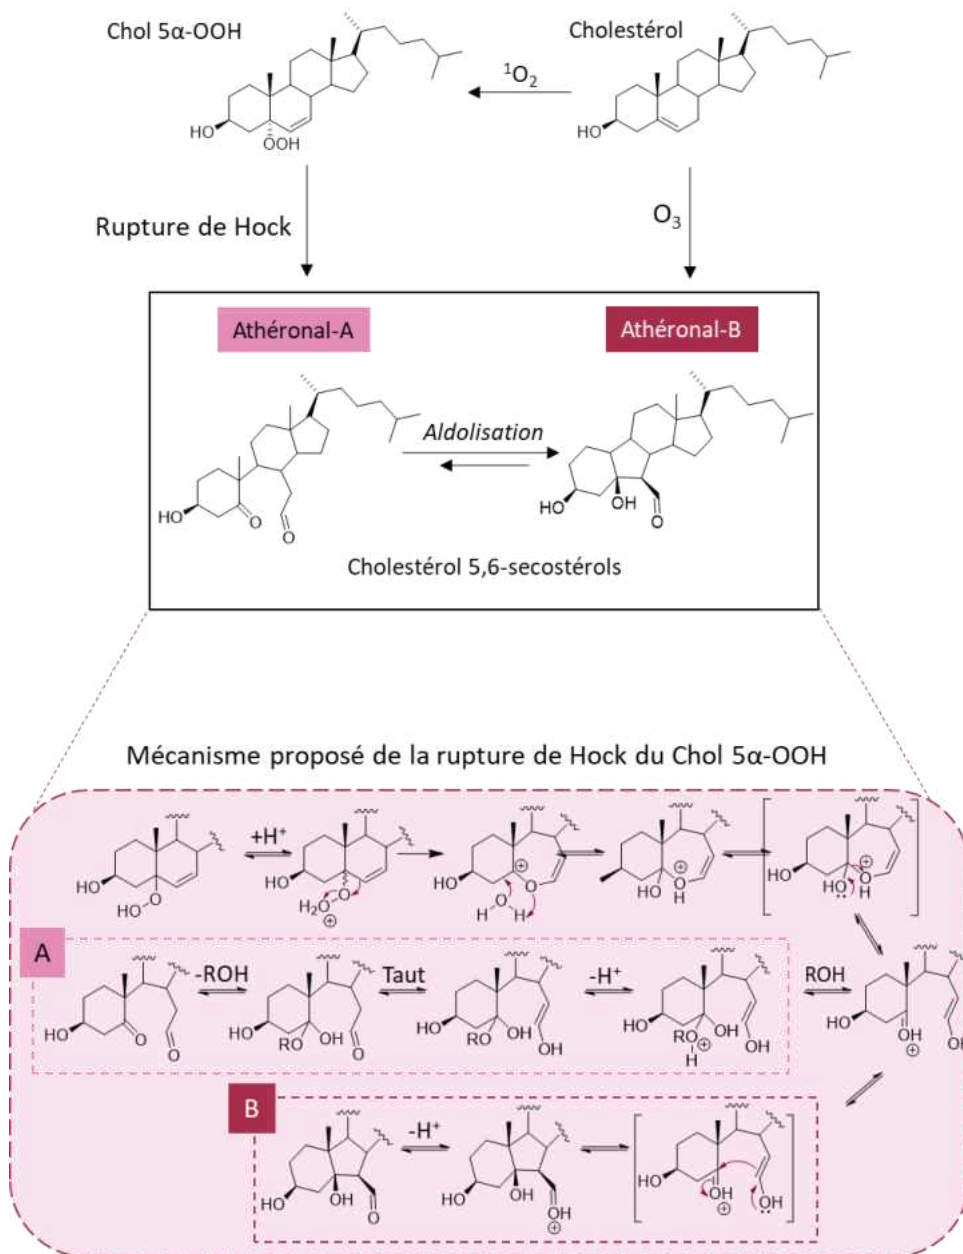 Chol 5α-OOH
Cholestérol
¹O₂
HO
OOH
HO
Rupture de Hock
O₃
Athéronal-A
Athéronal-B
Aldolisation
HO
O
O
HO
OH
O
Cholestérol 5,6-secostérols
Mécanisme proposé de la rupture de Hock du Chol 5α-OOH
+H⁺
HO
HO
O
HO
H₂O
O
⊕
HO
⊕
O
H
O
H
⊕
HO
O
H
HO
⊕
HO
O
H
A
-ROH
Taut
-H⁺
ROH
HO
O
O
HO
RO
OH
O
HO
RO
OH
OH
HO
RO
H
⊕
OH
OH
HO
OH
⊕
OH
B
-H⁺
HO
OH
O
HO
OH
OH
⊕
HO
OH
⊕
OH